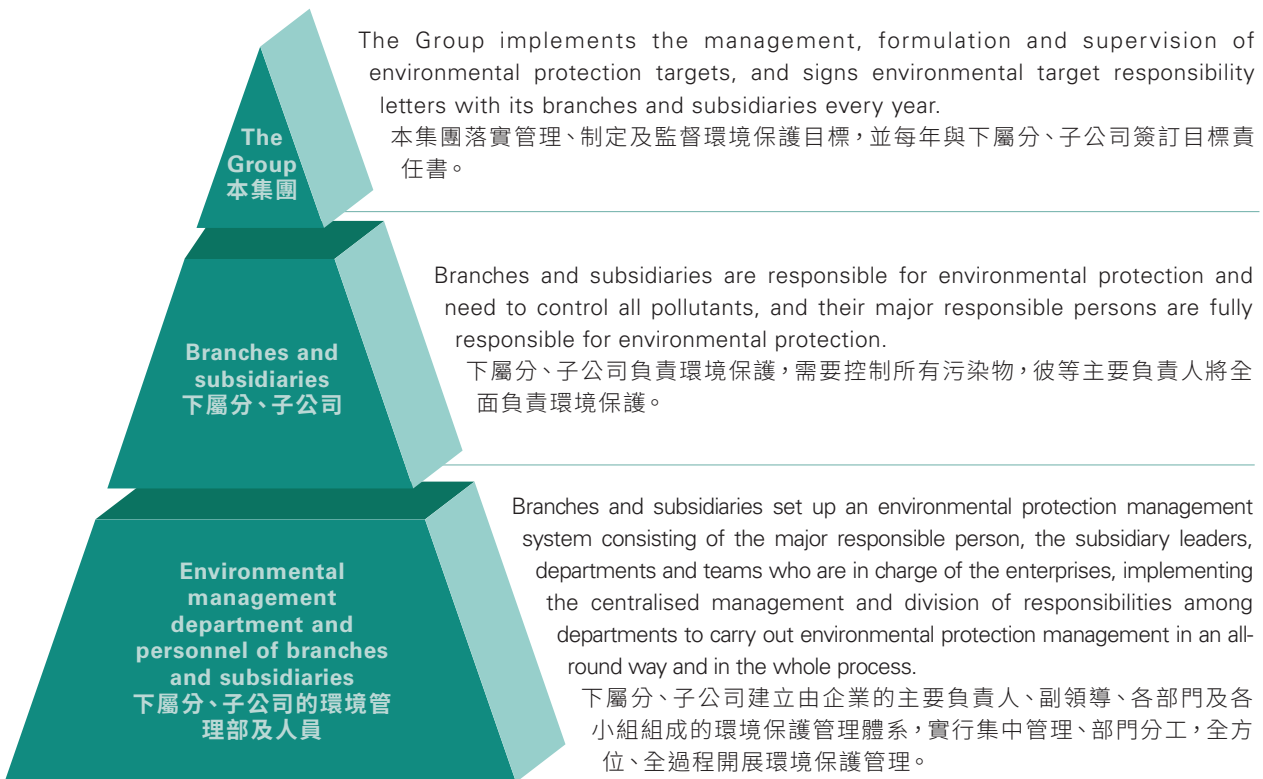 The
Group
本集團
The Group implements the management, formulation and supervision of
environmental protection targets, and signs environmental target responsibility
letters with its branches and subsidiaries every year.
本集團落實管理、制定及監督環境保護目標，並每年與下屬分、子公司簽訂目標責
任書。
Branches and
subsidiaries
下屬分、子公司
Branches and subsidiaries are responsible for environmental protection and
need to control all pollutants, and their major responsible persons are fully
responsible for environmental protection.
下屬分、子公司負責環境保護，需要控制所有污染物，彼等主要負責人將全
面負責環境保護。
Environmental
management
department and
personnel of branches
and subsidiaries
下屬分、子公司的環境管
理部及人員
Branches and subsidiaries set up an environmental protection management
system consisting of the major responsible person, the subsidiary leaders,
departments and teams who are in charge of the enterprises, implementing
the centralised management and division of responsibilities among
departments to carry out environmental protection management in an all-
round way and in the whole process.
下屬分、子公司建立由企業的主要負責人、副領導、各部門及各
小組組成的環境保護管理體系，實行集中管理、部門分工，全方
位、全過程開展環境保護管理。